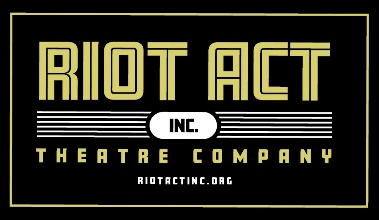 RIOT ACT
INC.
THEATRE COMPANY
RIOTACTINC.ORG